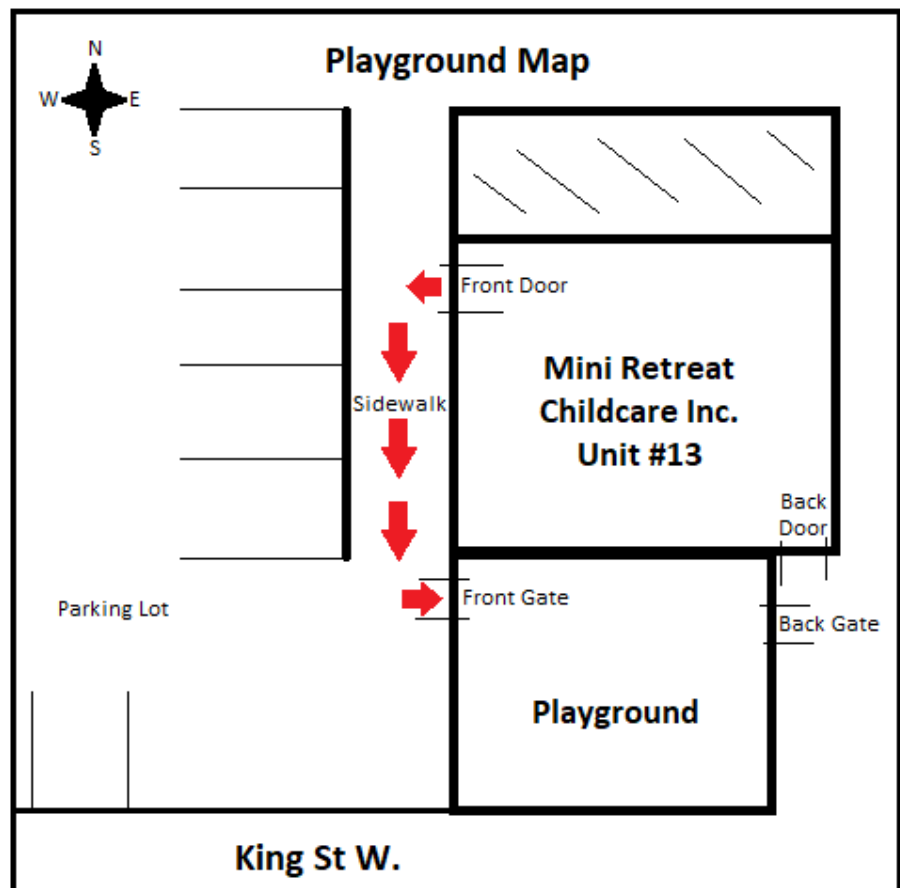 Playground Map
N
W E
S
Front Door
Sidewalk
Mini Retreat
Childcare Inc.
Unit #13
Back
Door
Parking Lot
Front Gate
Back Gate
Playground
King St W.